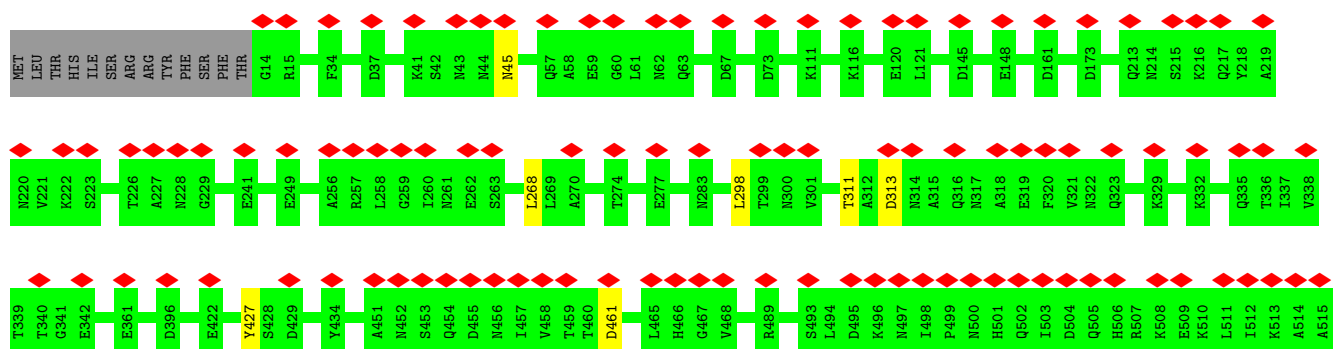 MET LEU THR HIS ILE SER ARG ARG TYR PHE SER PHE THR G14 R15 F34 D37 K41 S42 N43 N44 N45 Q57 A58 E59 G60 L61 N62 Q63 D67 D73 K111 K116 E120 L121 D145 E148 D161 D173 Q213 N214 S215 K216 Q217 Y218 A219
N220 V221 K222 S223 T226 A227 N228 G229 E241 E249 A256 R257 L258 G259 I260 N261 E262 S263 L268 L269 A270 T274 E277 N283 L298 T299 N300 V301 T311 A312 D313 N314 A315 Q316 N317 A318 E319 F320 V321 N322 Q323 K329 K332 Q335 T336 I337 V338
T339 T340 G341 E342 E361 D396 E422 Y427 S428 D429 Y434 A451 N452 S453 Q454 D455 N456 I457 V458 T459 T460 D461 L465 H466 G467 V468 R489 S493 L494 D495 K496 N497 I498 P499 N500 H501 Q502 I503 D504 Q505 H506 R507 K508 E509 K510 L511 I512 K513 A514 A515